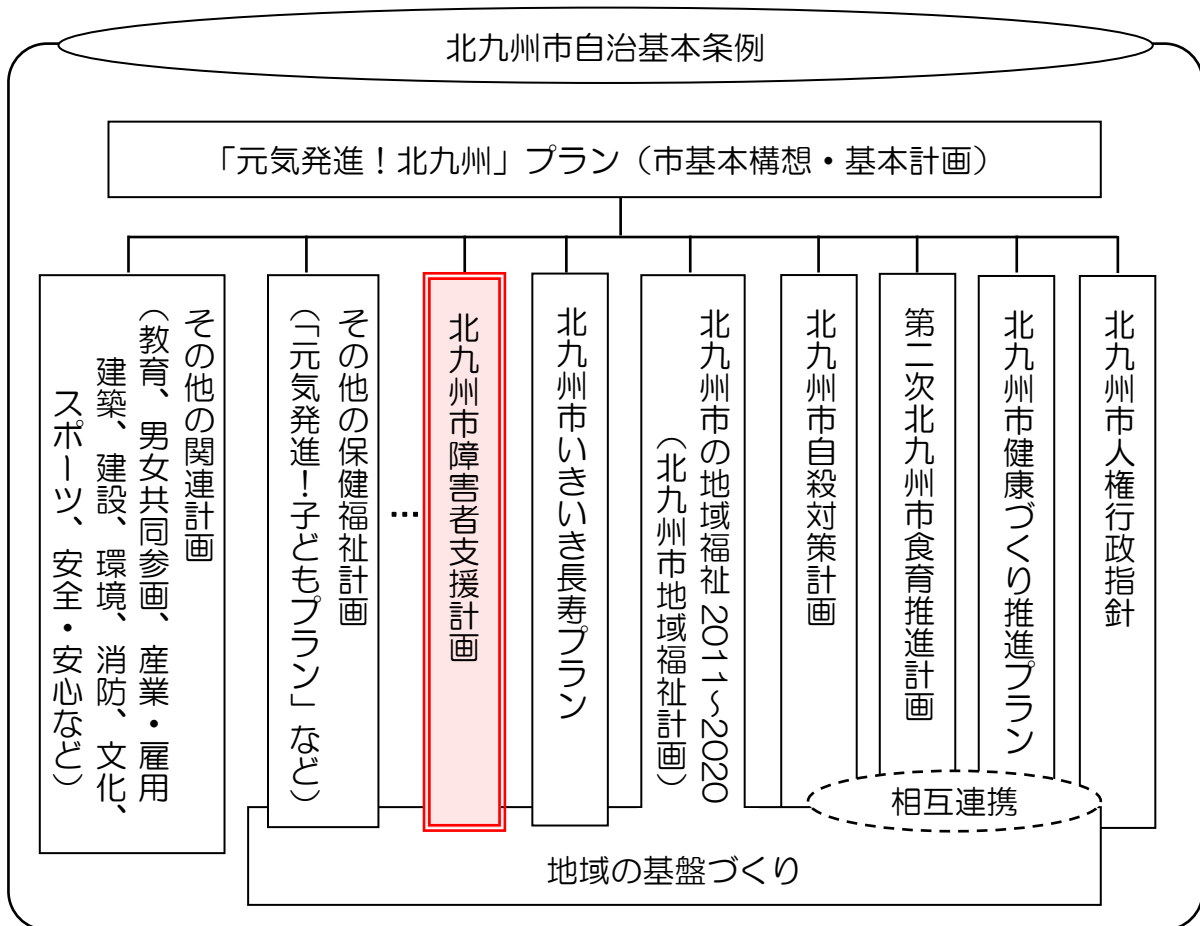 北九州市自治基本条例
「元気発進!北九州」プラン(市基本構想・基本計画)
北九州市人権行政指針
北九州市健康づくり推進プラン
第二次北九州市食育推進計画
北九州市自殺対策計画
北九州市の地域福祉 2011~2020
(北九州市地域福祉計画)
北九州市いきいき長寿プラン
北九州市障害者支援計画
…
その他の保健福祉計画
(「元気発進!子どもプラン」など)
その他の関連計画
(教育、男女共同参画、産業・雇用
建築、建設、環境、消防、文化、
スポーツ、安全・安心など)
相互連携
地域の基盤づくり